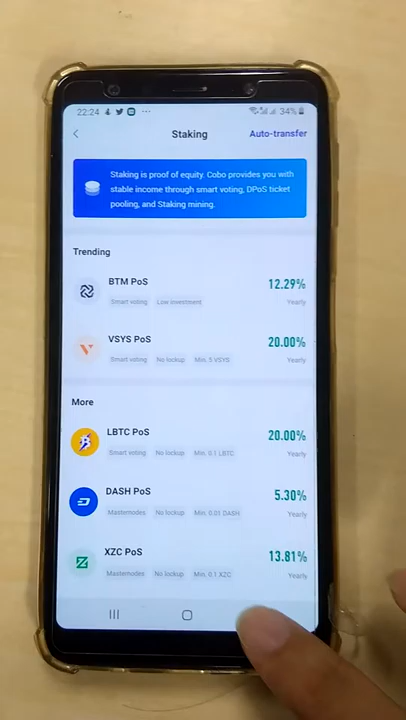 22:24
34%
Staking
Auto-transfer
Staking is proof of equity. Cobo provides you with
stable income through smart voting, DPoS ticket
pooling, and Staking mining.
Trending
BTM PoS
12.29%
Smart voting Low investment
Yearly
VSYS PoS
20.00%
Smart voting No lockup Min. 5 VSYS
Yearly
More
LBTC PoS
20.00%
Smart voting No lockup Min. 0.1 LBTC
Yearly
DASH PoS
5.30%
Masternodes No lockup Min. 0.01 DASH
Yearly
XZC PoS
13.81%
Masternodes No lockup Min. 0.1 XZC
Yearly